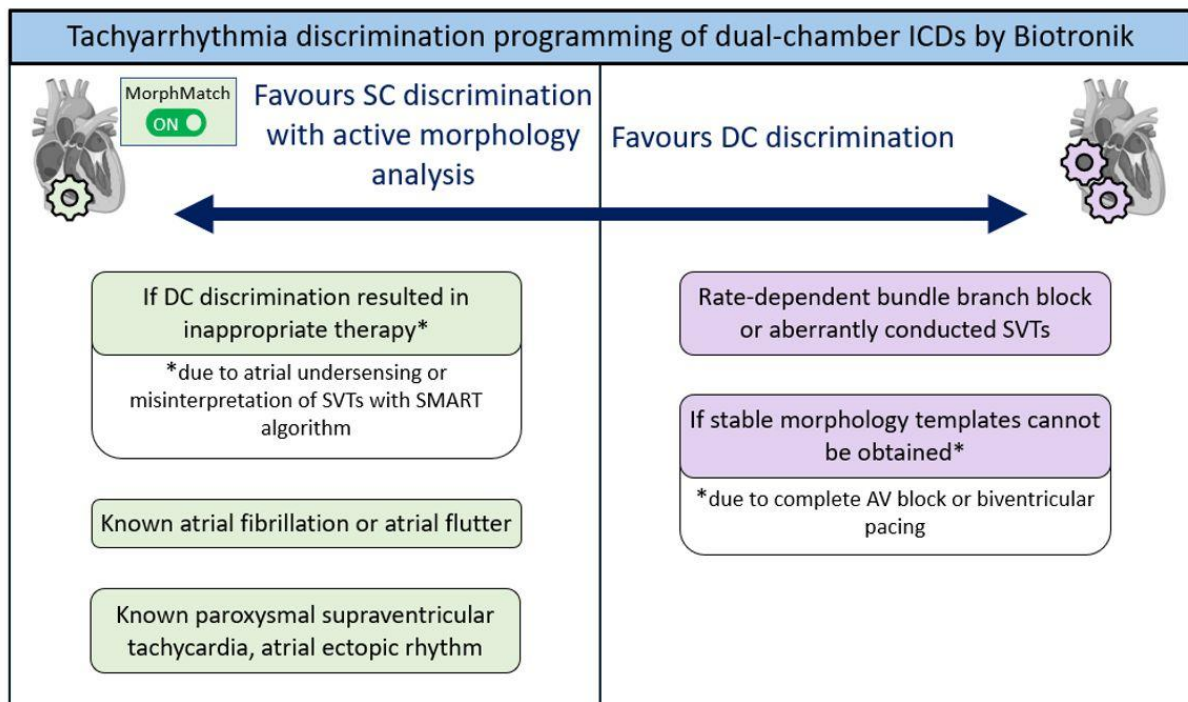 Tachyarrhythmia discrimination programming of dual-chamber ICDs by Biotronik
MorphMatch
ON
Favours SC discrimination
with active morphology
analysis
Favours DC discrimination
If DC discrimination resulted in
inappropriate therapy*
*due to atrial undersensing or
misinterpretation of SVTs with SMART
algorithm
Known atrial fibrillation or atrial flutter
Known paroxysmal supraventricular
tachycardia, atrial ectopic rhythm
Rate-dependent bundle branch block
or aberrantly conducted SVTs
If stable morphology templates cannot
be obtained*
*due to complete AV block or biventricular
pacing